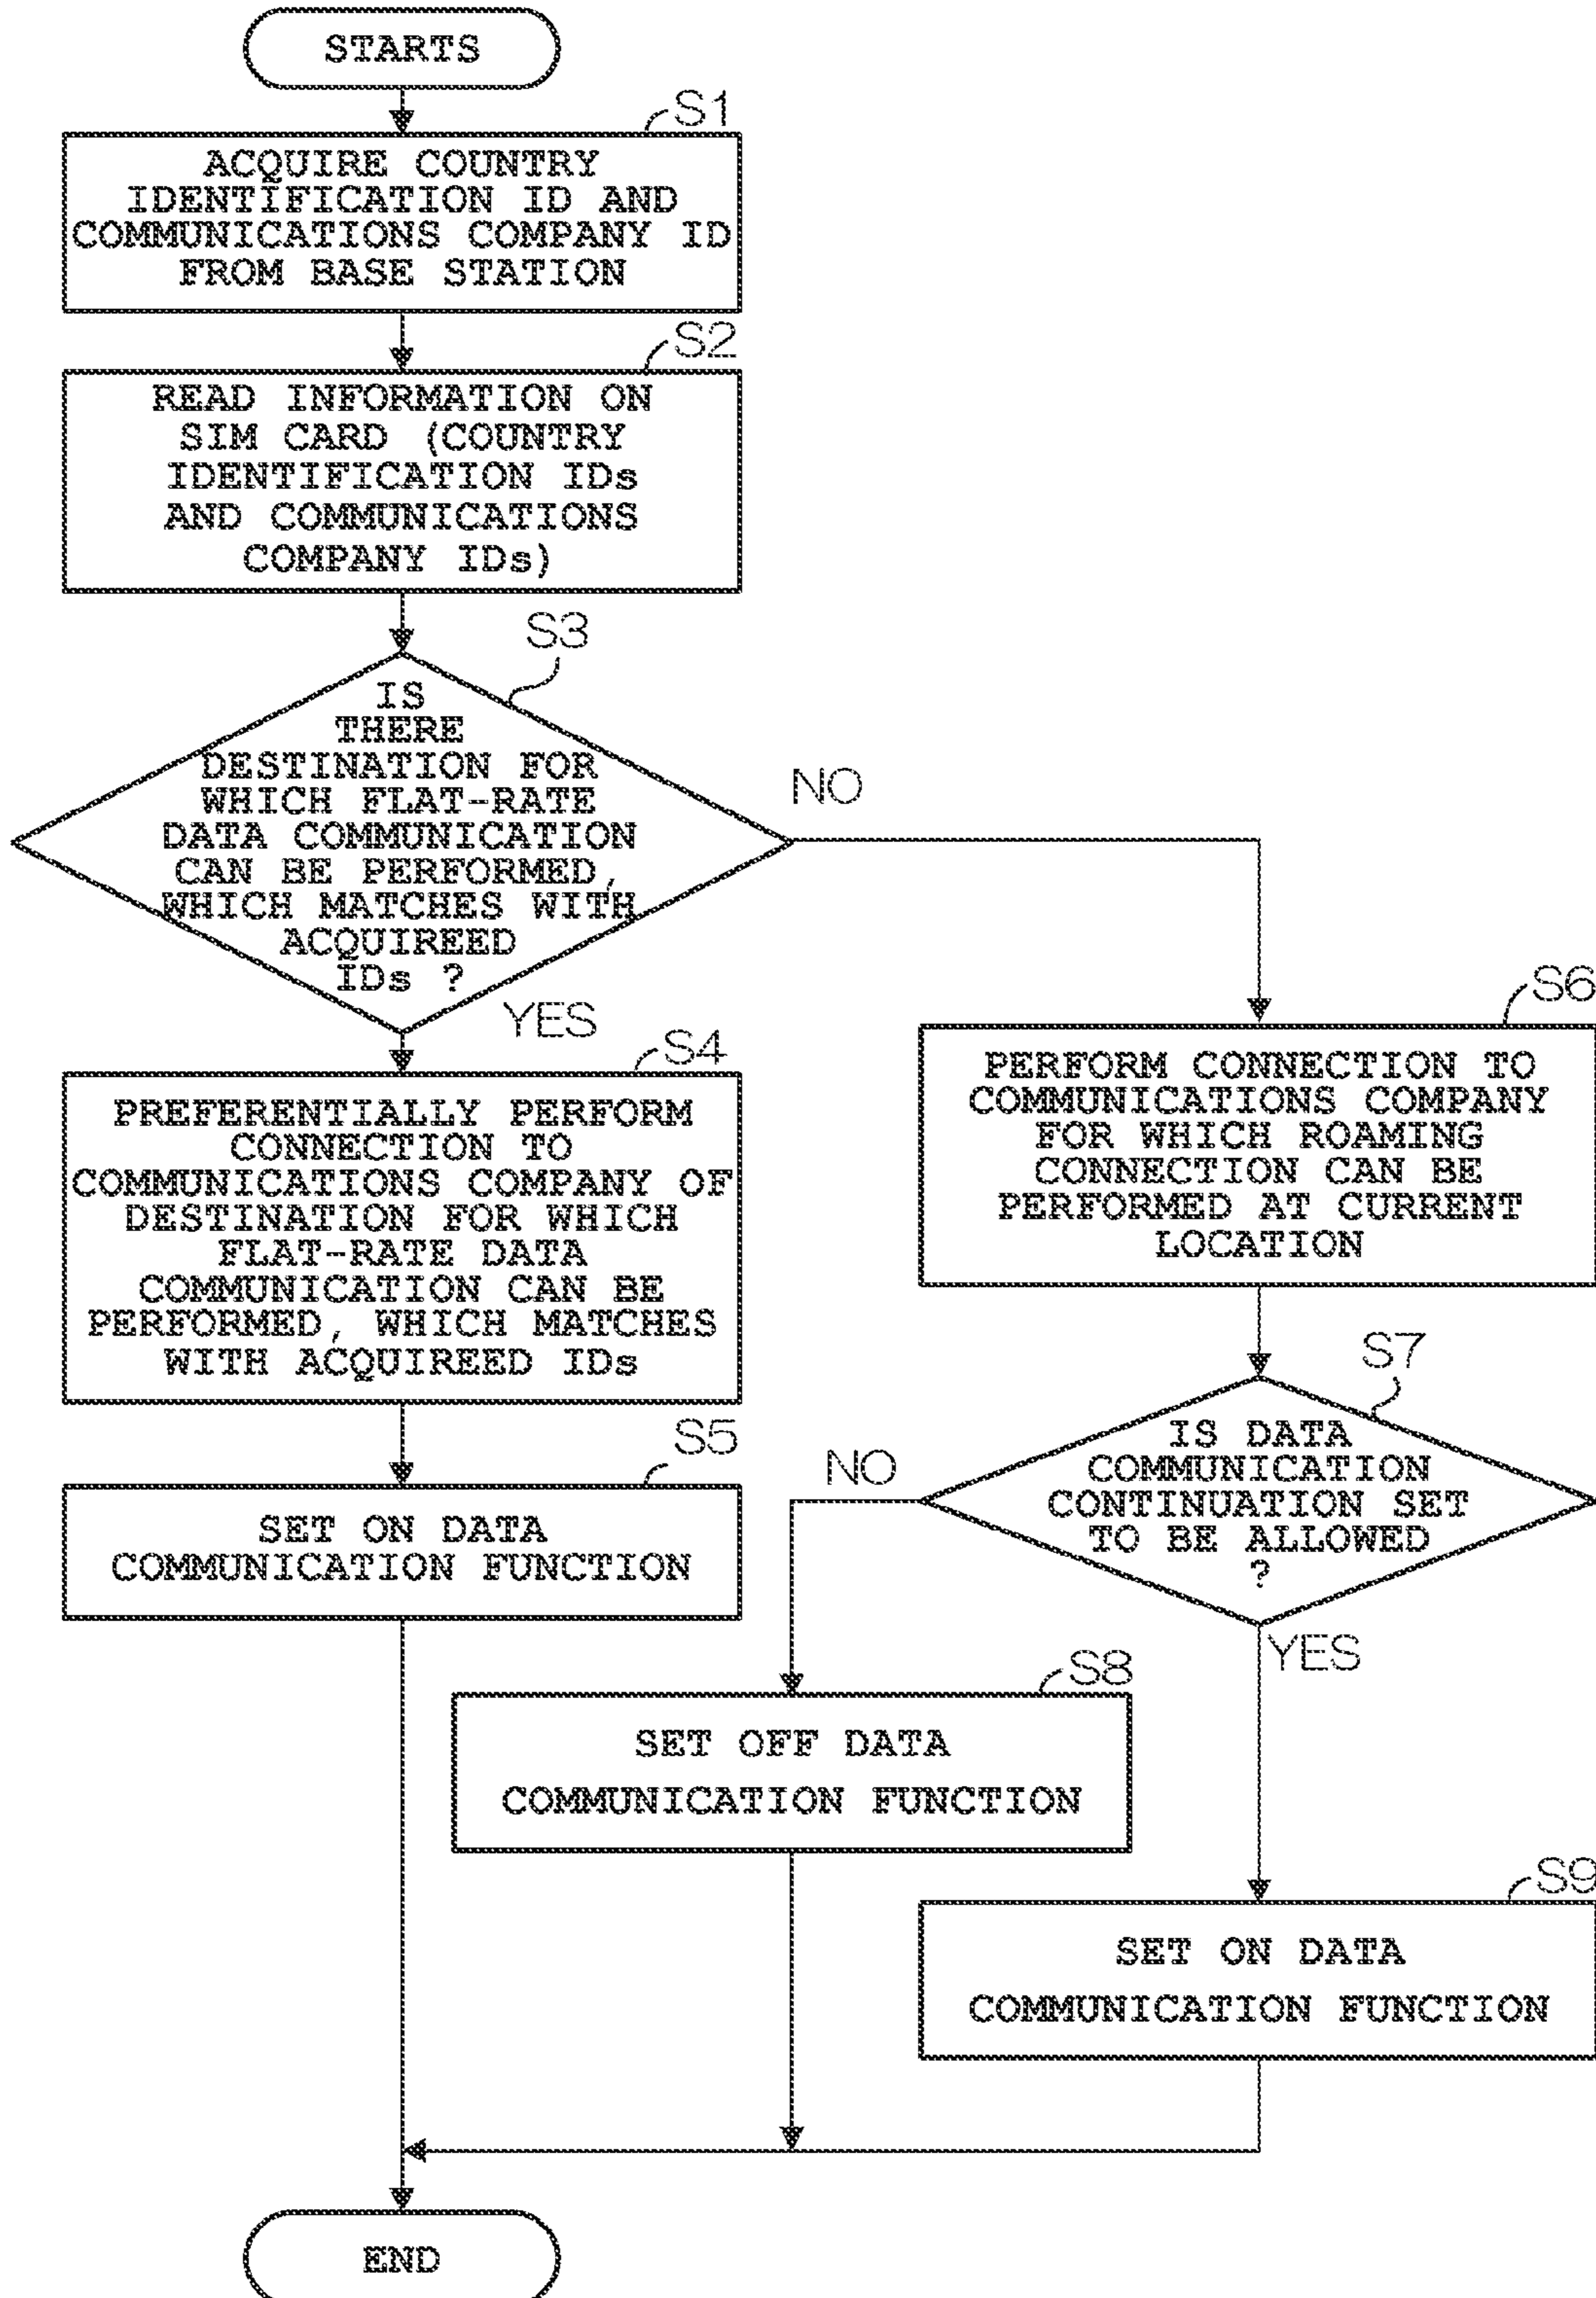 STARTS
S1
ACQUIRE COUNTRY
IDENTIFICATION ID AND
COMMUNICATIONS COMPANY ID
FROM BASE STATION
S2
READ INFORMATION ON
SIM CARD (COUNTRY
IDENTIFICATION IDs
AND COMMUNICATIONS
COMPANY IDs)
S3
IS
THERE
DESTINATION FOR
WHICH FLAT-RATE
DATA COMMUNICATION
CAN BE PERFORMED,
WHICH MATCHES WITH
ACQUIREED
IDs ?
NO
YES
S4
PREFERENTIALLY PERFORM
CONNECTION TO
COMMUNICATIONS COMPANY OF
DESTINATION FOR WHICH
FLAT-RATE DATA
COMMUNICATION CAN BE
PERFORMED, WHICH MATCHES
WITH ACQUIREED IDs
S5
SET ON DATA
COMMUNICATION FUNCTION
S6
PERFORM CONNECTION TO
COMMUNICATIONS COMPANY
FOR WHICH ROAMING
CONNECTION CAN BE
PERFORMED AT CURRENT
LOCATION
S7
IS DATA
COMMUNICATION
CONTINUATION SET
TO BE ALLOWED
?
NO
YES
S8
SET OFF DATA
COMMUNICATION FUNCTION
S9
SET ON DATA
COMMUNICATION FUNCTION
END